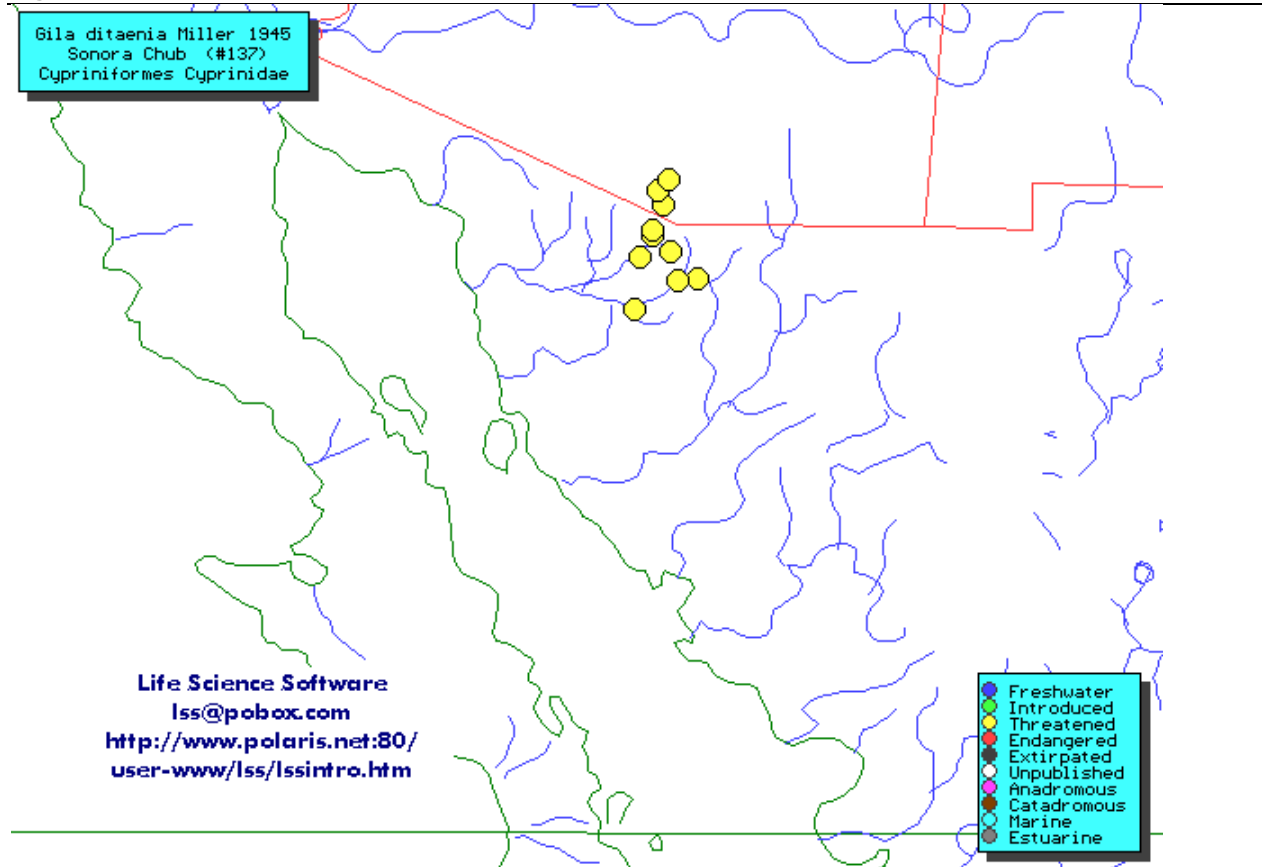 Gila ditaenia Miller 1945
Sonora Chub (#137)
Cypriniformes Cyprinidae
Life Science Software
lss@pobox.com
http://www.polaris.net:80/
user-www/lss/lssintro.htm
Freshwater
Introduced
Threatened
Endangered
Extirpated
Unpublished
Anadromous
Catadromous
Marine
Estuarine